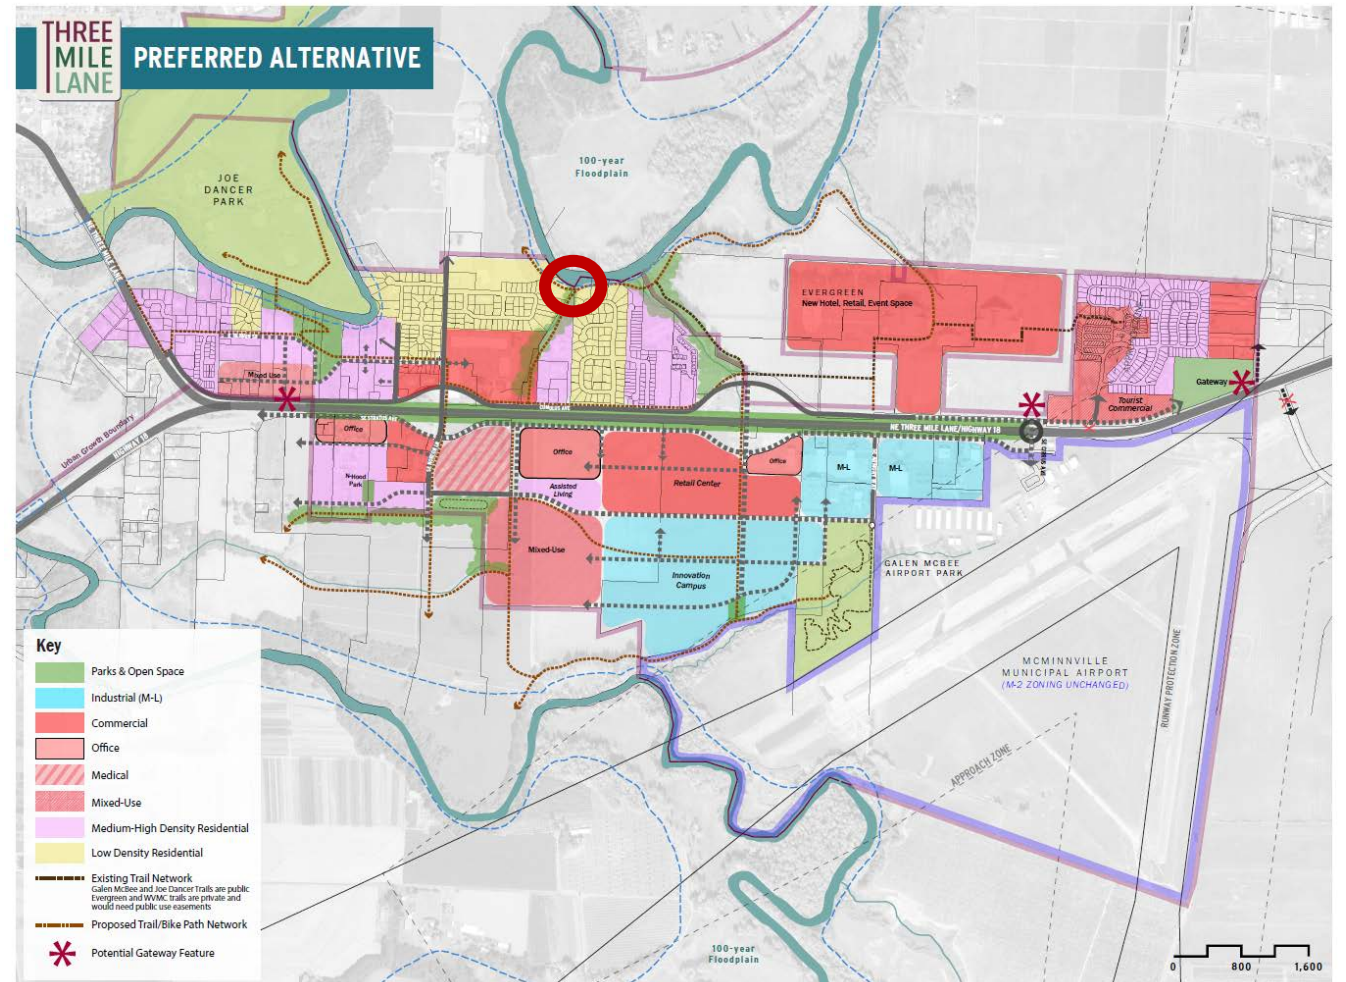 THREE
MILE
LANE
PREFERRED ALTERNATIVE
100-year
Floodplain
JOE
DANCER
PARK
EVERGREEN
New Hotel, Retail, Event Space
Mixed Use
Gateway
Tourist
Commercial
NE THREE MILE LANE/HIGHWAY 18
Urban Growth Boundary
HIGHWAY 18
Office
Office
Office
M-L
M-L
N-Hood
Park
Assisted
Living
Retail Center
Mixed-Use
Innovation
Campus
GALEN MCBEE
AIRPORT PARK
MCMINNVILLE
MUNICIPAL AIRPORT
(M-2 ZONING UNCHANGED)
RUNWAY PROTECTION ZONE
APPROACH ZONE
100-year
Floodplain
Key
Parks & Open Space
Industrial (M-L)
Commercial
Office
Medical
Mixed-Use
Medium-High Density Residential
Low Density Residential
Existing Trail Network
Galen McBee and Joe Dancer Trails are public
Evergreen and WVMC trails are private and
would need public use easements
Proposed Trail/Bike Path Network
Potential Gateway Feature
0 800 1,600